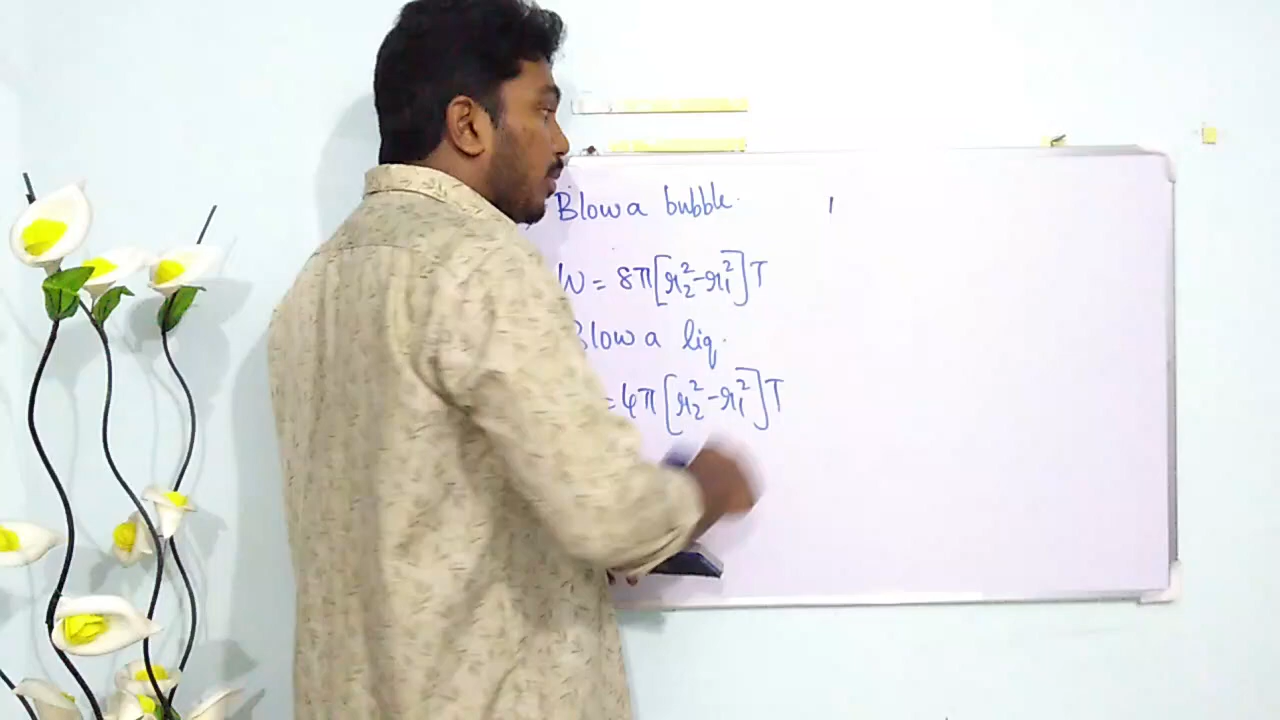 Blow a bubble.
W = 8π[r₂²-r₁²]T
Blow a liq.
= 4π[r₂²-r₁²]T